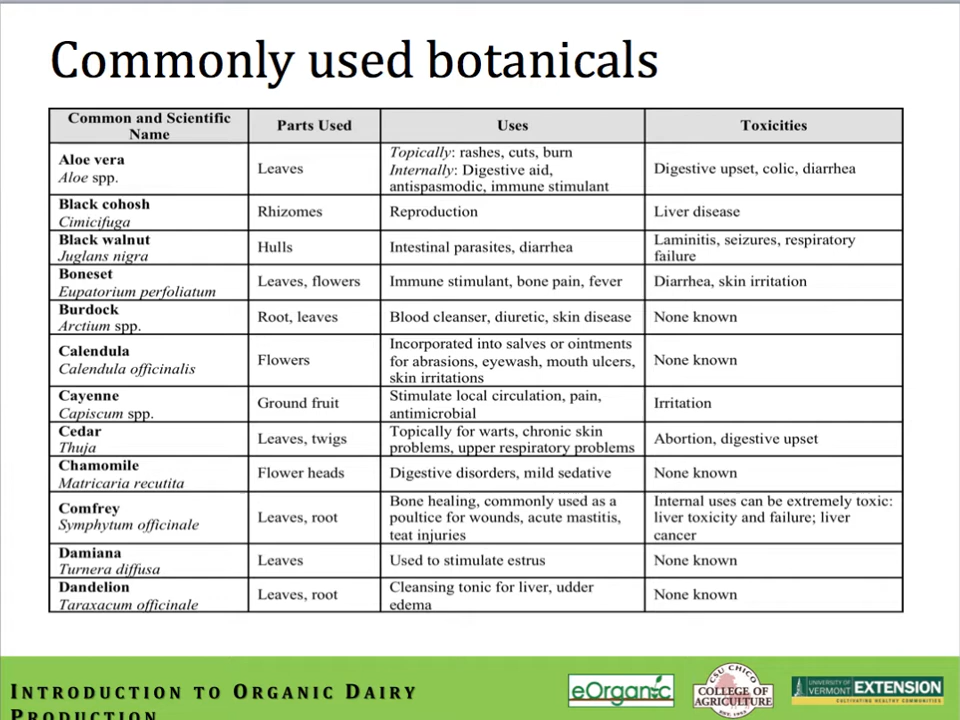 Commonly used botanicals
Common and Scientific Name | Parts Used | Uses | Toxicities
Aloe vera
Aloe spp.
Leaves
Topically: rashes, cuts, burn
Internally: Digestive aid,
antispasmodic, immune stimulant
Digestive upset, colic, diarrhea
Black cohosh
Cimicifuga
Rhizomes
Reproduction
Liver disease
Black walnut
Juglans nigra
Hulls
Intestinal parasites, diarrhea
Laminitis, seizures, respiratory
failure
Boneset
Eupatorium perfoliatum
Leaves, flowers
Immune stimulant, bone pain, fever
Diarrhea, skin irritation
Burdock
Arctium spp.
Root, leaves
Blood cleanser, diuretic, skin disease
None known
Calendula
Calendula officinalis
Flowers
Incorporated into salves or ointments
for abrasions, eyewash, mouth ulcers,
skin irritations
None known
Cayenne
Capiscum spp.
Ground fruit
Stimulate local circulation, pain,
antimicrobial
Irritation
Cedar
Thuja
Leaves, twigs
Topically for warts, chronic skin
problems, upper respiratory problems
Abortion, digestive upset
Chamomile
Matricaria recutita
Flower heads
Digestive disorders, mild sedative
None known
Comfrey
Symphytum officinale
Leaves, root
Bone healing, commonly used as a
poultice for wounds, acute mastitis,
teat injuries
Internal uses can be extremely toxic:
liver toxicity and failure; liver
cancer
Damiana
Turnera diffusa
Leaves
Used to stimulate estrus
None known
Dandelion
Taraxacum officinale
Leaves, root
Cleansing tonic for liver, udder
edema
None known
INTRODUCTION TO ORGANIC DAIRY
PRODUCTION
eOrganic
CSU CHICO
COLLEGE OF
AGRICULTURE
UNIVERSITY OF
VERMONT EXTENSION
CULTIVATING HEALTHY COMMUNITIES